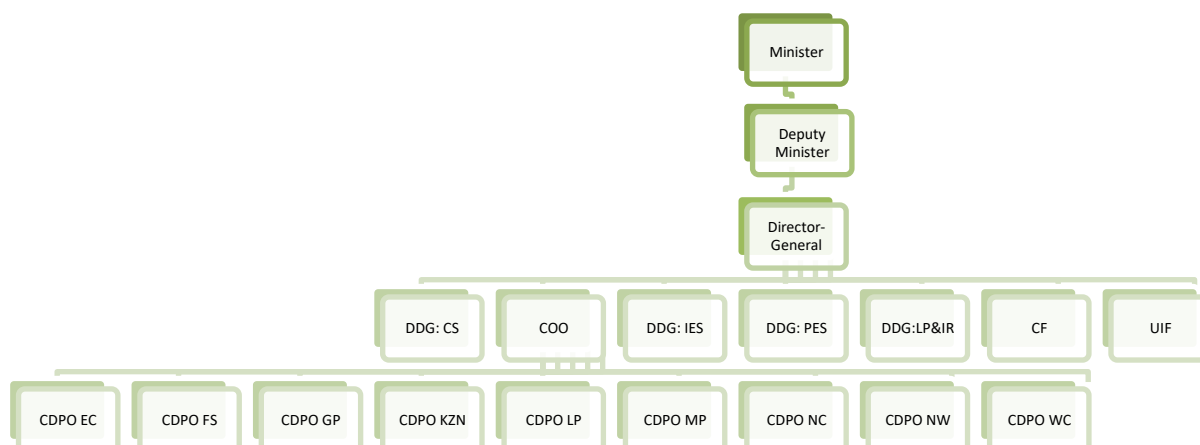 Minister
Deputy
Minister
Director-
General
DDG: CS
COO
DDG: IES
DDG: PES
DDG:LP&IR
CF
UIF
CDPO EC
CDPO FS
CDPO GP
CDPO KZN
CDPO LP
CDPO MP
CDPO NC
CDPO NW
CDPO WC